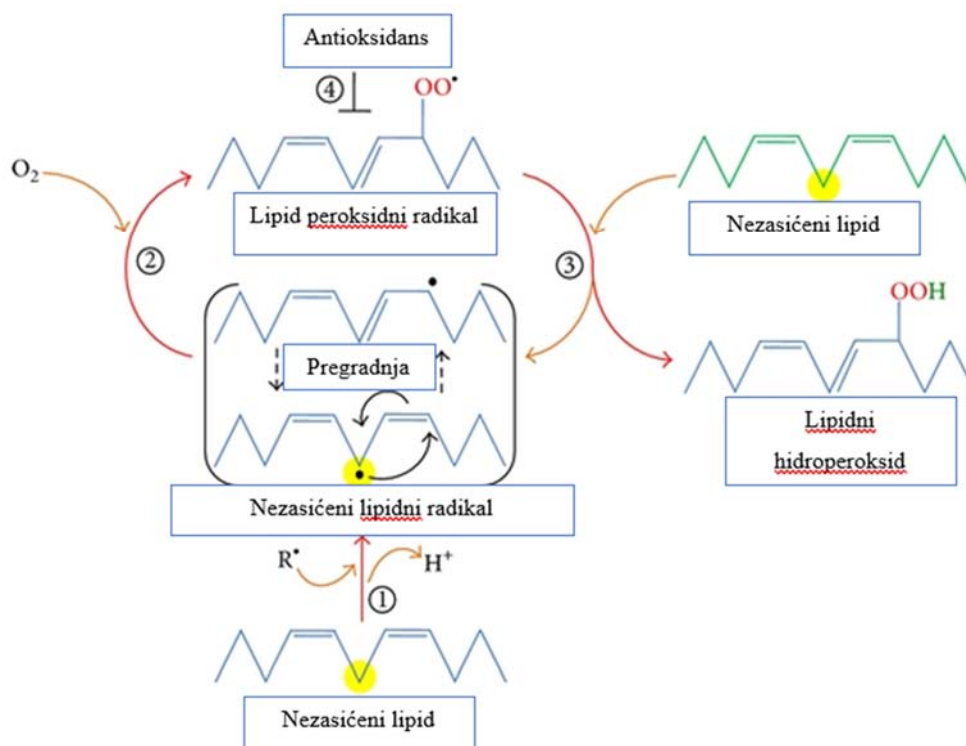 Antioksidans
④
OO•
O₂
Lipid peroksidni radikal
Nezasićeni lipid
②
③
OOH
Pregradnja
Lipidni
hidroperoksid
Nezasićeni lipidni radikal
R•
H⁺
①
Nezasićeni lipid